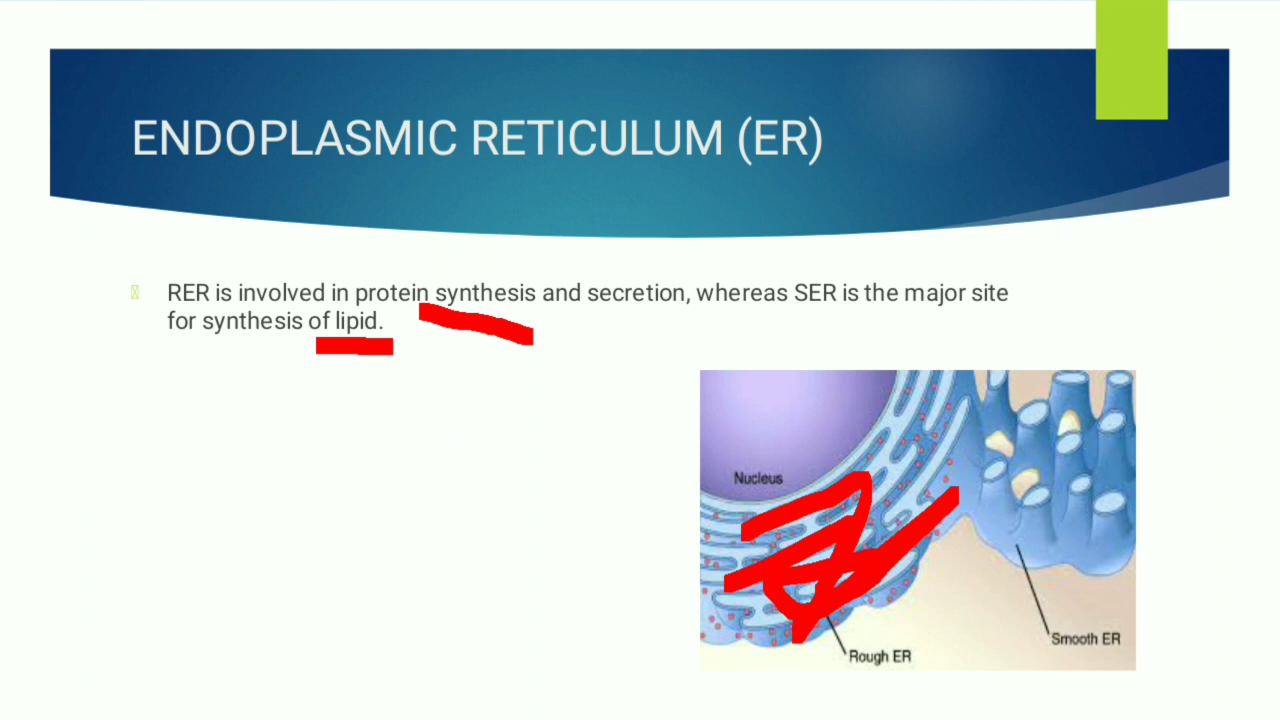 ENDOPLASMIC RETICULUM (ER)
RER is involved in protein synthesis and secretion, whereas SER is the major site
for synthesis of lipid.
Nucleus
Smooth ER
Rough ER